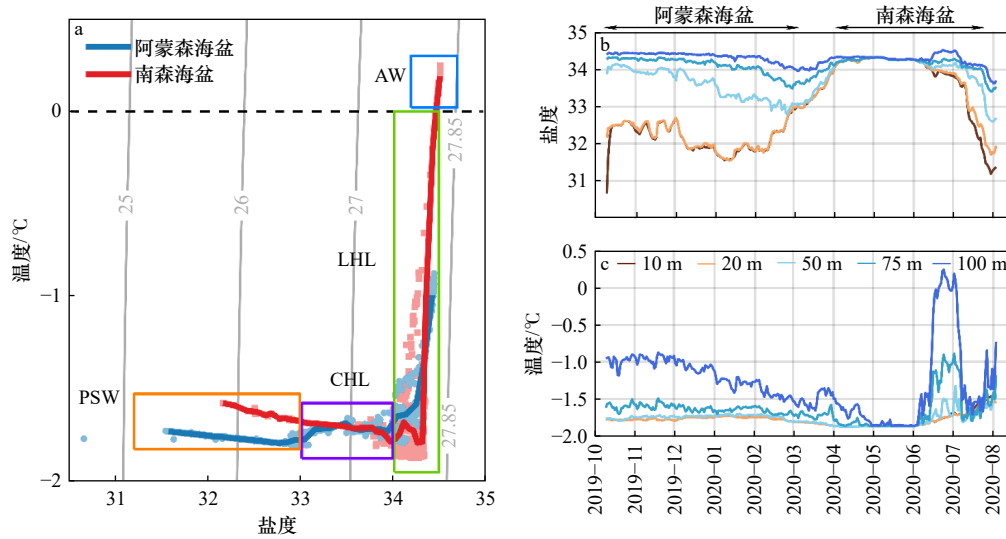 a
阿蒙森海盆
南森海盆
AW
LHL
CHL
PSW
25
26
27
27.85
27.85
0
−1
−2
温度/℃
31
32
33
34
35
盐度
阿蒙森海盆
南森海盆
b
35
34
33
32
31
盐度
c
10 m
20 m
50 m
75 m
100 m
0.5
0
−0.5
−1.0
−1.5
−2.0
温度/℃
2019−10
2019−11
2019−12
2020−01
2020−02
2020−03
2020−04
2020−05
2020−06
2020−07
2020−08